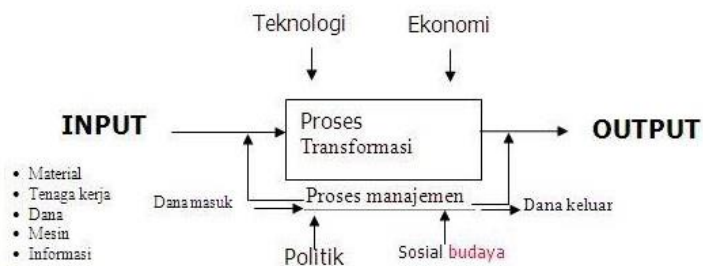 Teknologi Ekonomi
INPUT
Proses
Transformasi
OUTPUT
• Material
• Tenaga kerja
• Dana
• Mesin
• Informasi
Dana masuk
Proses manajemen
Dana keluar
Politik
Sosial budaya